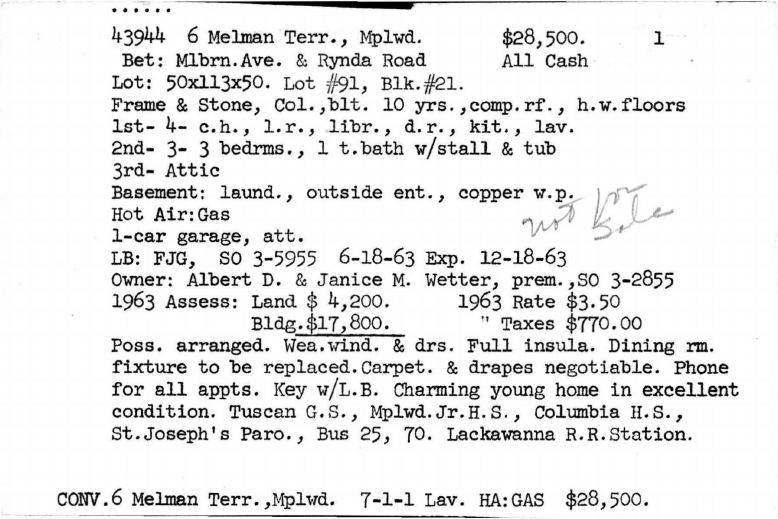 43944 6 Melman Terr., Mplwd. $28,500. 1
Bet: Mlbrn.Ave. & Rynda Road All Cash
Lot: 50x113x50. Lot #91, Blk.#21.
Frame & Stone, Col.,blt. 10 yrs.,comp.rf., h.w.floors
1st- 4- c.h., l.r., libr., d.r., kit., lav.
2nd- 3- 3 bedrms., 1 t.bath w/stall & tub
3rd- Attic
Basement: laund., outside ent., copper w.p.
not for
Sale
Hot Air:Gas
1-car garage, att.
LB: FJG, SO 3-5955 6-18-63 Exp. 12-18-63
Owner: Albert D. & Janice M. Wetter, prem.,SO 3-2855
1963 Assess: Land $ 4,200. 1963 Rate $3.50
Bldg.$17,800. " Taxes $770.00
Poss. arranged. Wea.wind. & drs. Full insula. Dining rm.
fixture to be replaced.Carpet. & drapes negotiable. Phone
for all appts. Key w/L.B. Charming young home in excellent
condition. Tuscan G.S., Mplwd.Jr.H.S., Columbia H.S.,
St.Joseph's Paro., Bus 25, 70. Lackawanna R.R.Station.
CONV.6 Melman Terr.,Mplwd. 7-1-1 Lav. HA:GAS $28,500.